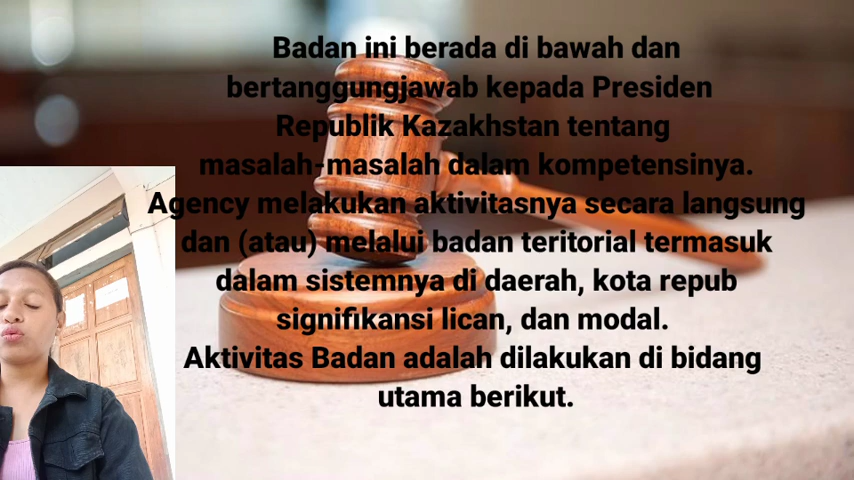 Badan ini berada di bawah dan
bertanggungjawab kepada Presiden
Republik Kazakhstan tentang
masalah-masalah dalam kompetensinya.
Agency melakukan aktivitasnya secara langsung
dan (atau) melalui badan teritorial termasuk
dalam sistemnya di daerah, kota repub
signifikansi lican, dan modal.
Aktivitas Badan adalah dilakukan di bidang
utama berikut.